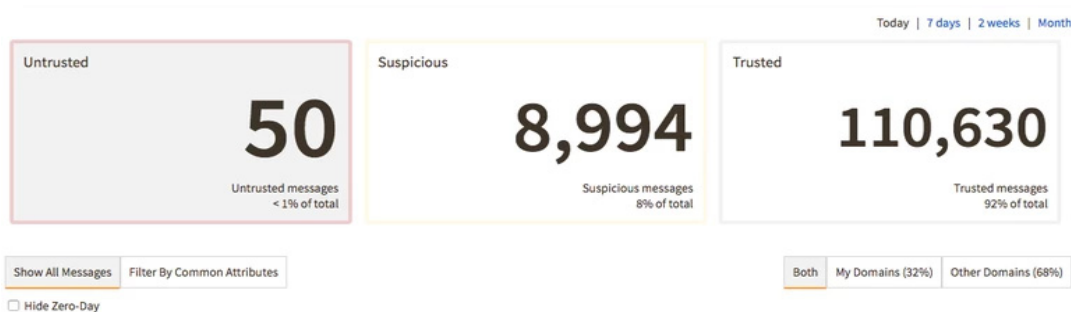 Today | 7 days | 2 weeks | Month
Untrusted
50
Untrusted messages
< 1% of total
Suspicious
8,994
Suspicious messages
8% of total
Trusted
110,630
Trusted messages
92% of total
Show All Messages Filter By Common Attributes
Both My Domains (32%) Other Domains (68%)
Hide Zero-Day